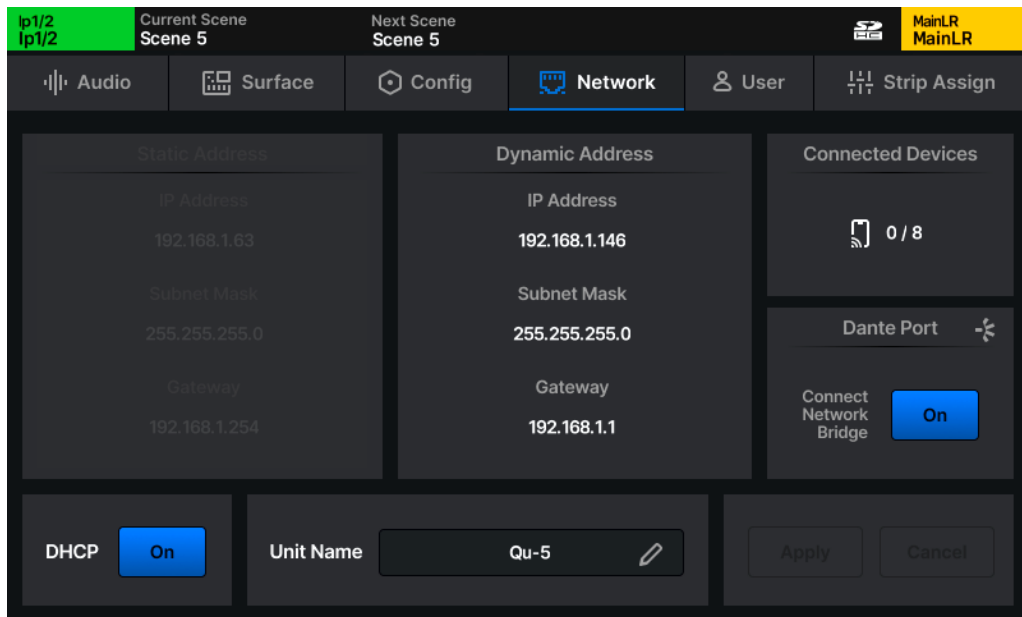 Ip1/2
Ip1/2
Current Scene
Scene 5
Next Scene
Scene 5
MainLR
MainLR
Audio
Surface
Config
Network
User
Strip Assign
Static Address
IP Address
192.168.1.63
Subnet Mask
255.255.255.0
Gateway
192.168.1.254
Dynamic Address
IP Address
192.168.1.146
Subnet Mask
255.255.255.0
Gateway
192.168.1.1
Connected Devices
0 / 8
Dante Port
Connect
Network
Bridge
On
DHCP
On
Unit Name
Qu-5
Apply
Cancel